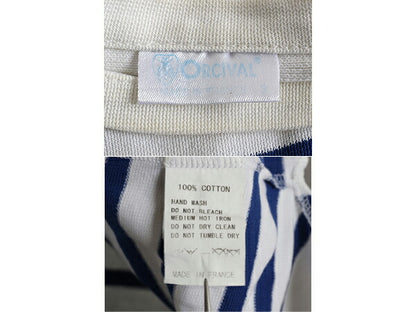 ORCIVAL
100% COTTON
HAND WASH
DO NOT BLEACH
MEDIUM HOT IRON
DO NOT DRY CLEAN
DO NOT TUMBLE DRY
MADE IN FRANCE